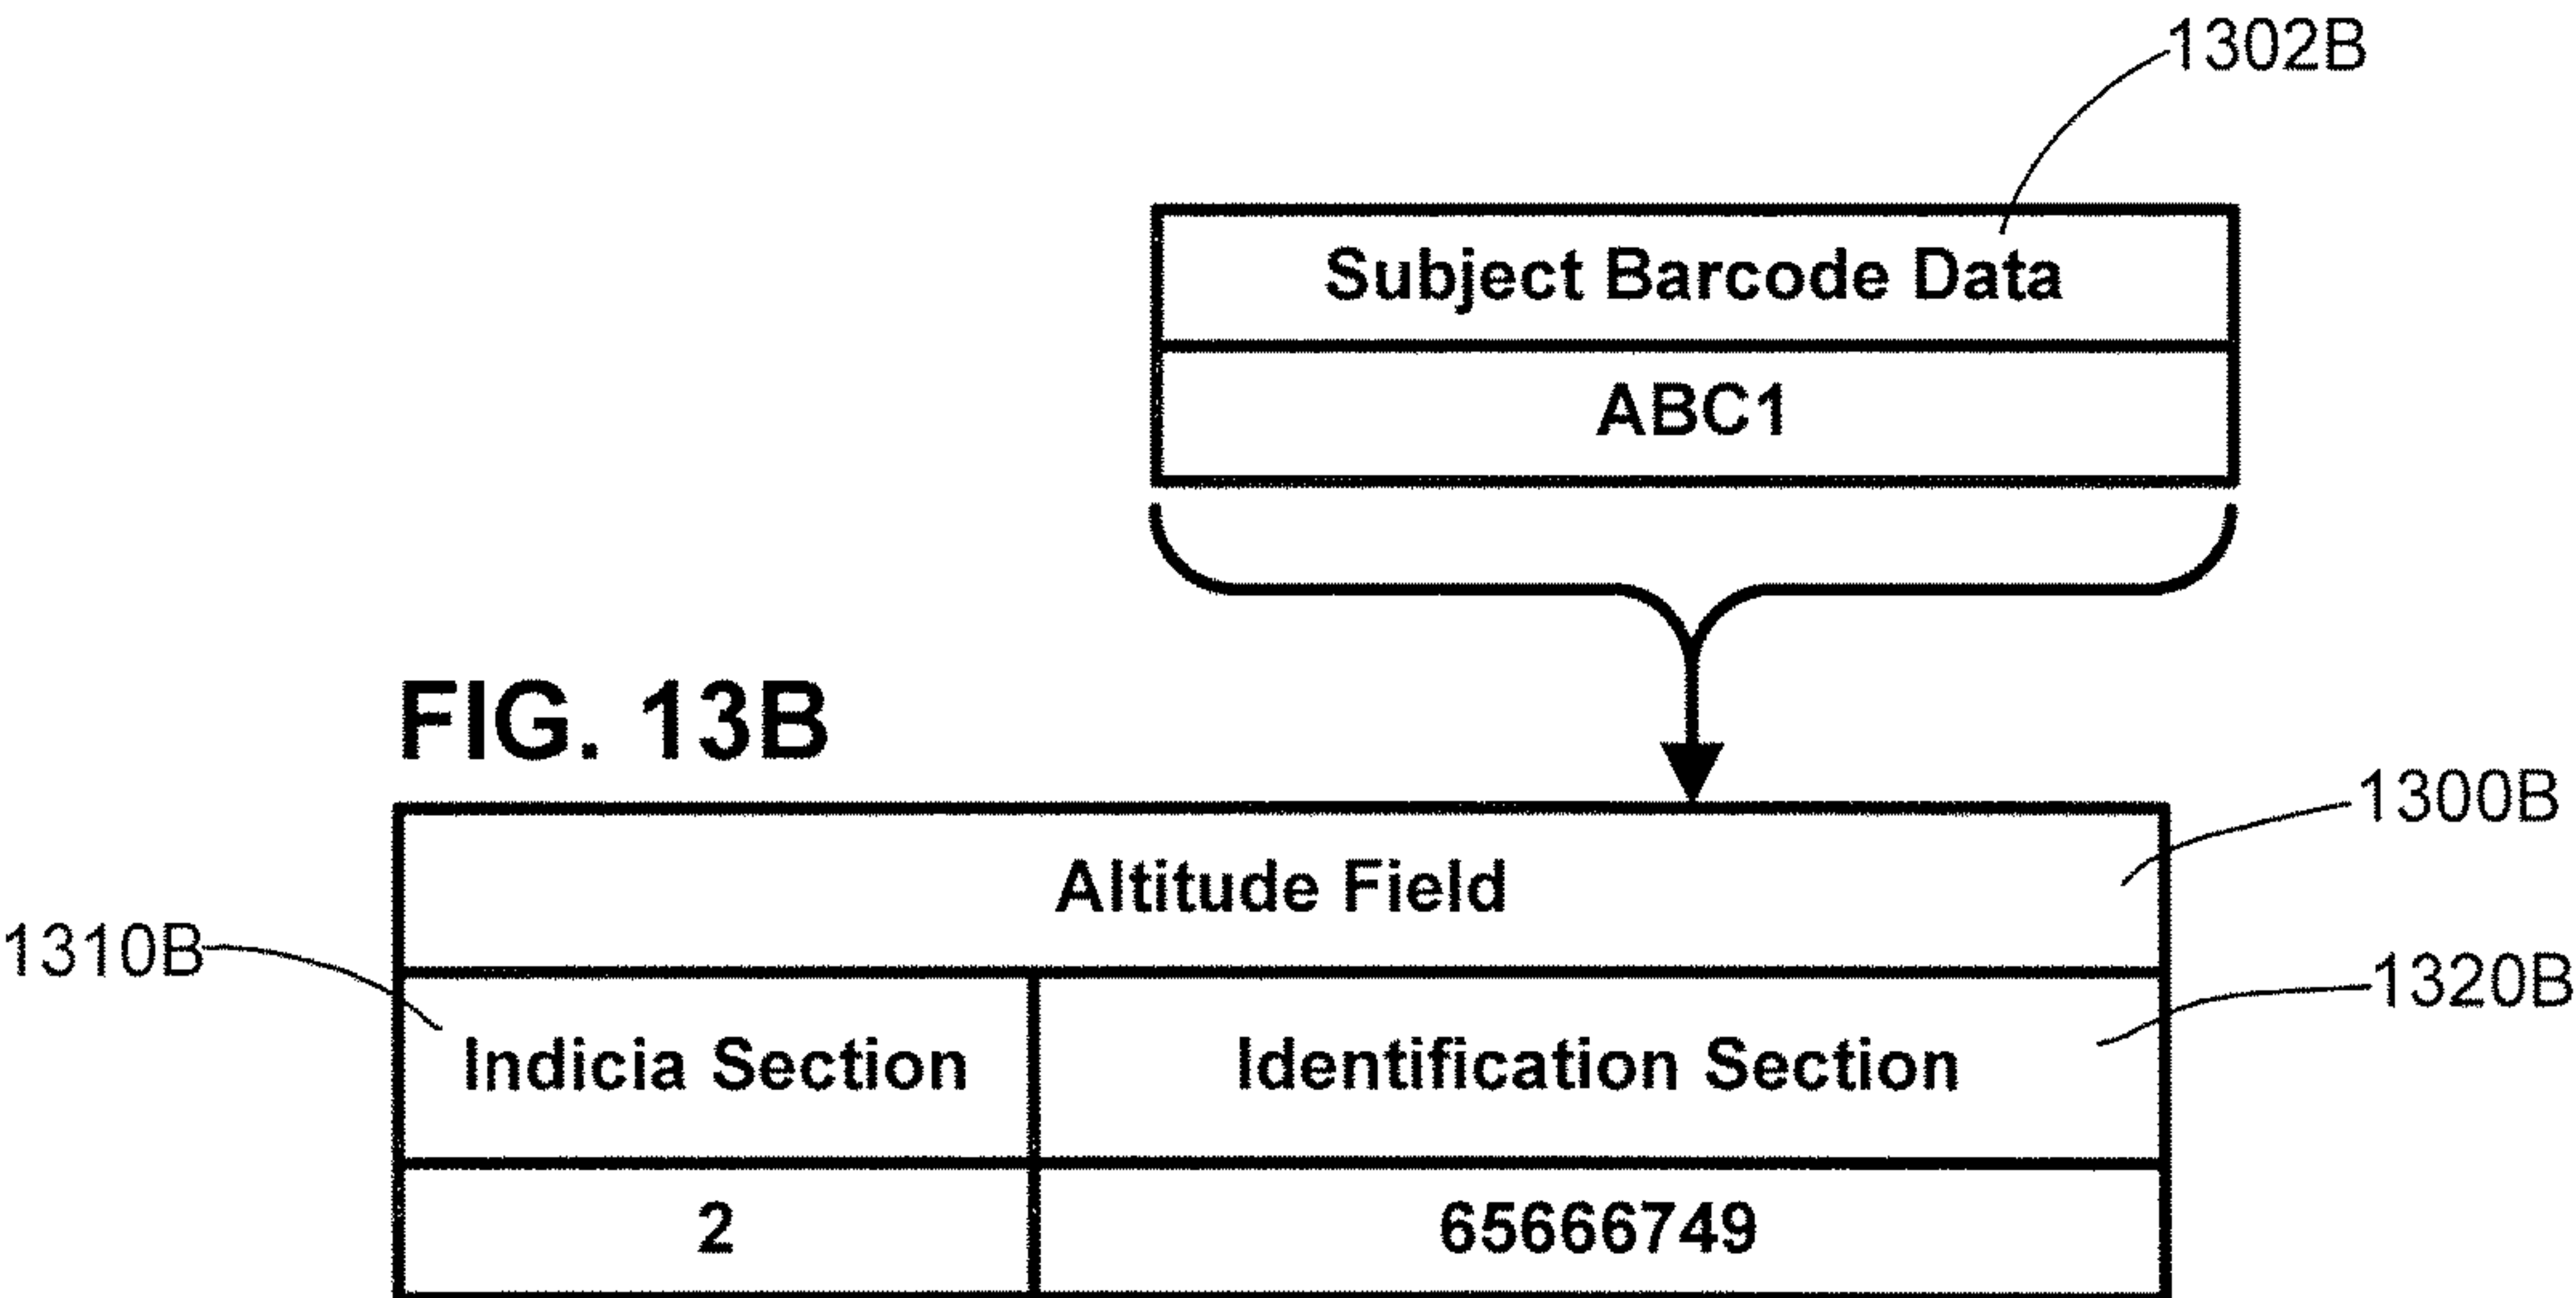 1302B
Subject Barcode Data
ABC1
FIG. 13B
1300B
Altitude Field
1310B
1320B
Indicia Section
Identification Section
2
65666749